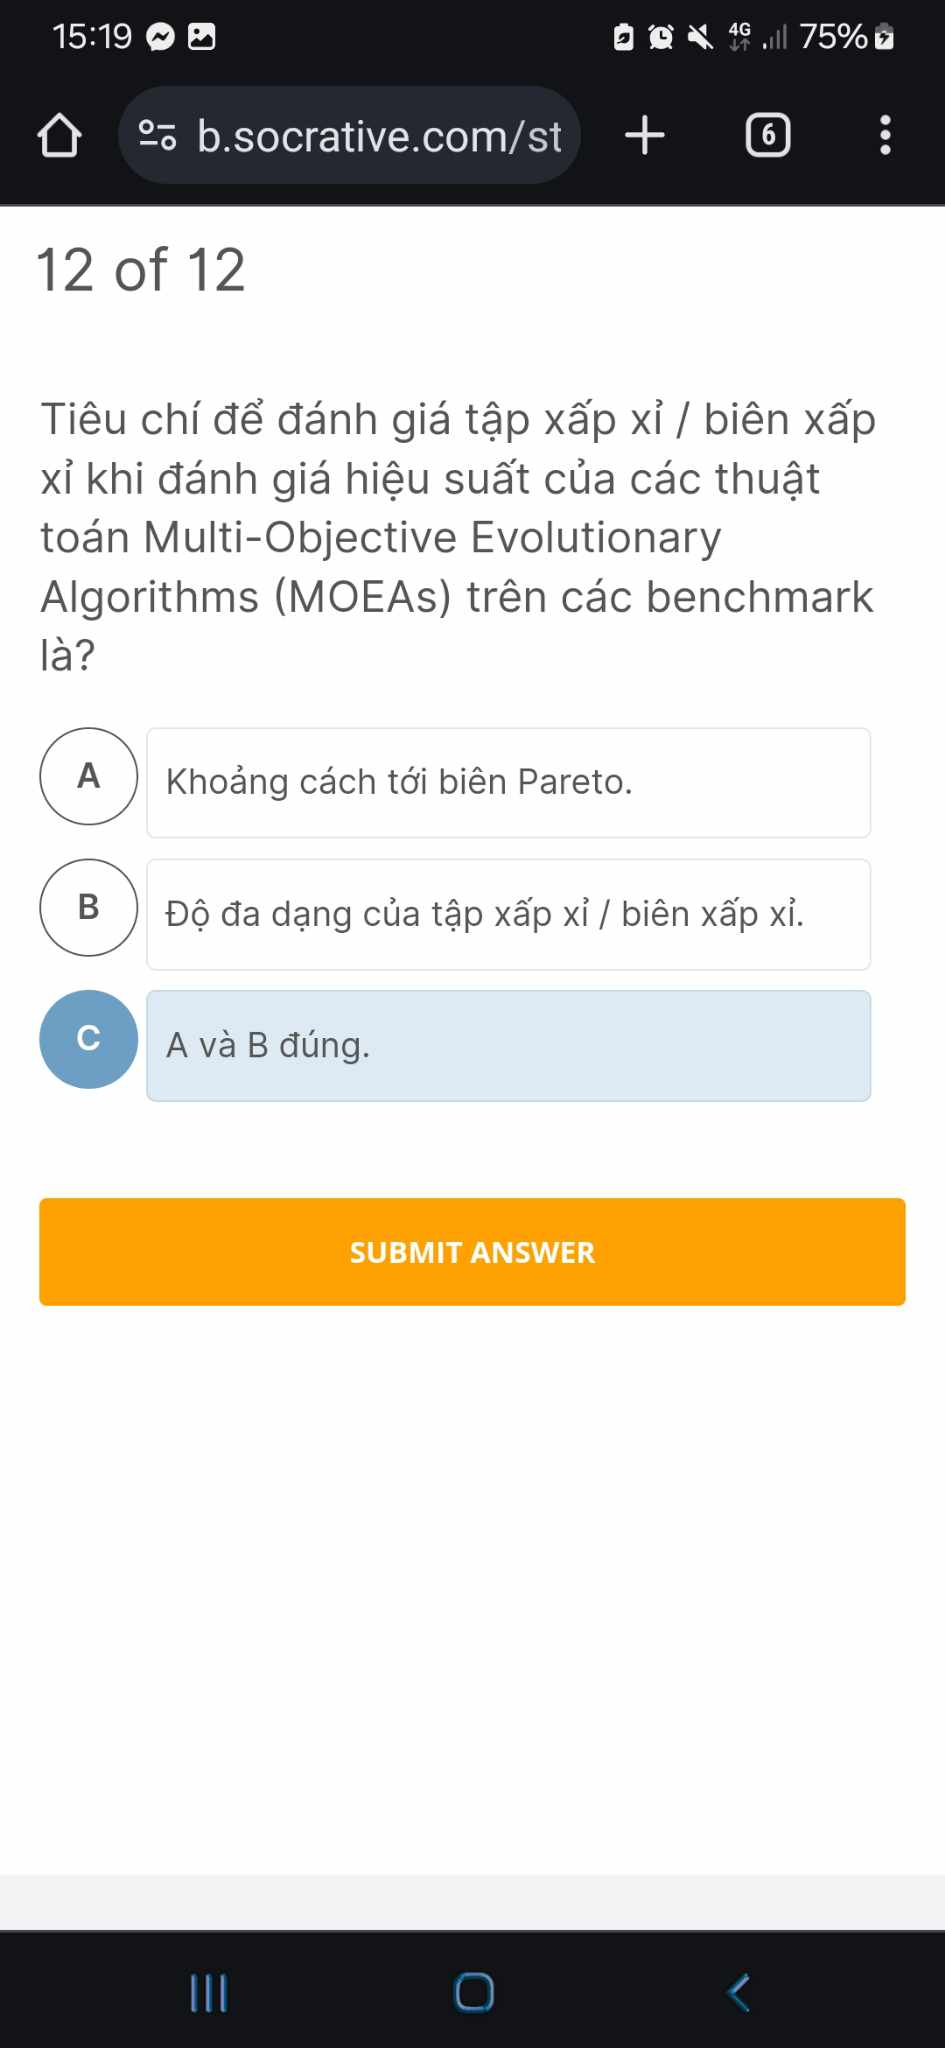 15:19
4G
75%
b.socrative.com/st
6
12 of 12
Tiêu chí để đánh giá tập xấp xỉ / biên xấp
xỉ khi đánh giá hiệu suất của các thuật
toán Multi-Objective Evolutionary
Algorithms (MOEAs) trên các benchmark
là?
A
Khoảng cách tới biên Pareto.
B
Độ đa dạng của tập xấp xỉ / biên xấp xỉ.
C
A và B đúng.
SUBMIT ANSWER